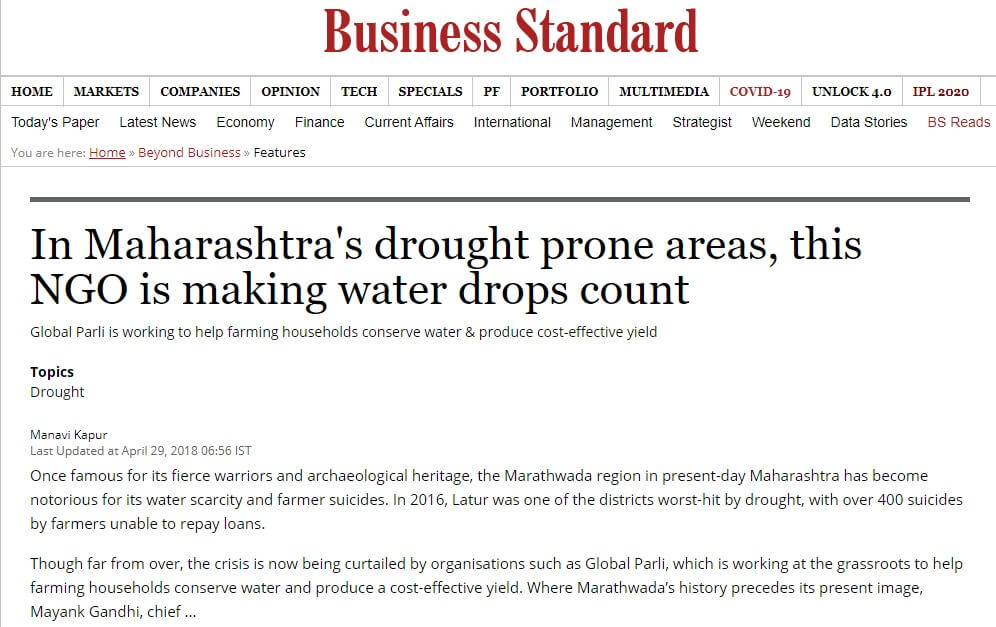 Business Standard
HOME MARKETS COMPANIES OPINION TECH SPECIALS PF PORTFOLIO MULTIMEDIA COVID-19 UNLOCK 4.0 IPL 2020
Today's Paper Latest News Economy Finance Current Affairs International Management Strategist Weekend Data Stories BS Reads
You are here: Home » Beyond Business » Features
In Maharashtra's drought prone areas, this
NGO is making water drops count
Global Parli is working to help farming households conserve water & produce cost-effective yield
Topics
Drought
Manavi Kapur
Last Updated at April 29, 2018 06:56 IST
Once famous for its fierce warriors and archaeological heritage, the Marathwada region in present-day Maharashtra has become
notorious for its water scarcity and farmer suicides. In 2016, Latur was one of the districts worst-hit by drought, with over 400 suicides
by farmers unable to repay loans.
Though far from over, the crisis is now being curtailed by organisations such as Global Parli, which is working at the grassroots to help
farming households conserve water and produce a cost-effective yield. Where Marathwada's history precedes its present image,
Mayank Gandhi, chief ...